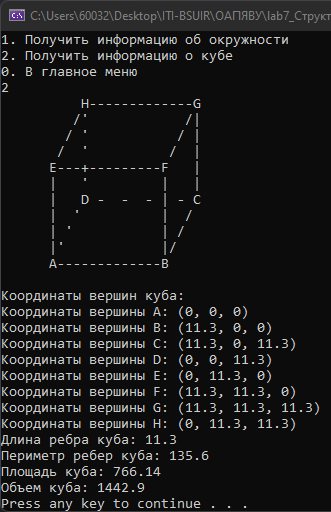 C:\Users\60032\Desktop\ITI-BSUIR\ОАПЯВУ\lab7_Структ
1. Получить информацию об окружности
2. Получить информацию о кубе
0. В главное меню
2
          H-------------G
         /'            /|
        / '           / |
       /  '          /  |
      E---+---------F   |
      |   '         |   |
      |   D -  -  - | - C
      |  '          |  /
      | '           | /
      |'            |/
      A-------------B
Координаты вершин куба:
Координаты вершины A: (0, 0, 0)
Координаты вершины B: (11.3, 0, 0)
Координаты вершины C: (11.3, 0, 11.3)
Координаты вершины D: (0, 0, 11.3)
Координаты вершины E: (0, 11.3, 0)
Координаты вершины F: (11.3, 11.3, 0)
Координаты вершины G: (11.3, 11.3, 11.3)
Координаты вершины H: (0, 11.3, 11.3)
Длина ребра куба: 11.3
Периметр ребер куба: 135.6
Площадь куба: 766.14
Объем куба: 1442.9
Press any key to continue . . .